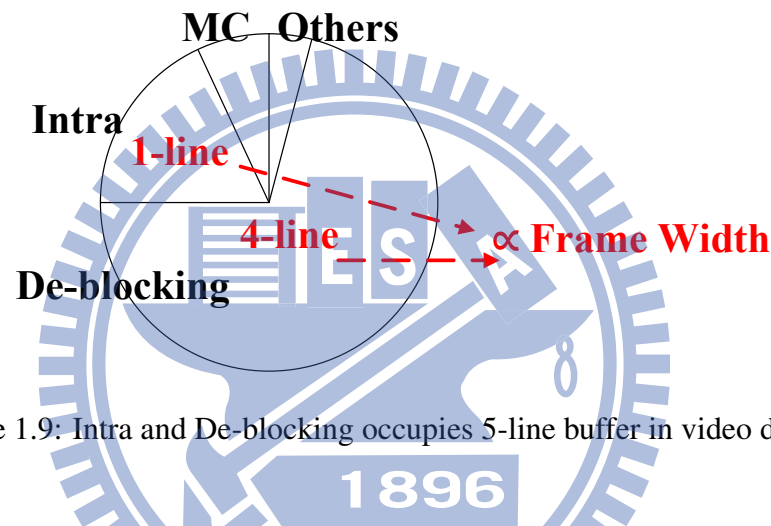 MC Others
Intra
1-line
4-line
∝ Frame Width
De-blocking
ESA
e 1.9: Intra and De-blocking occupies 5-line buffer in video d
1896